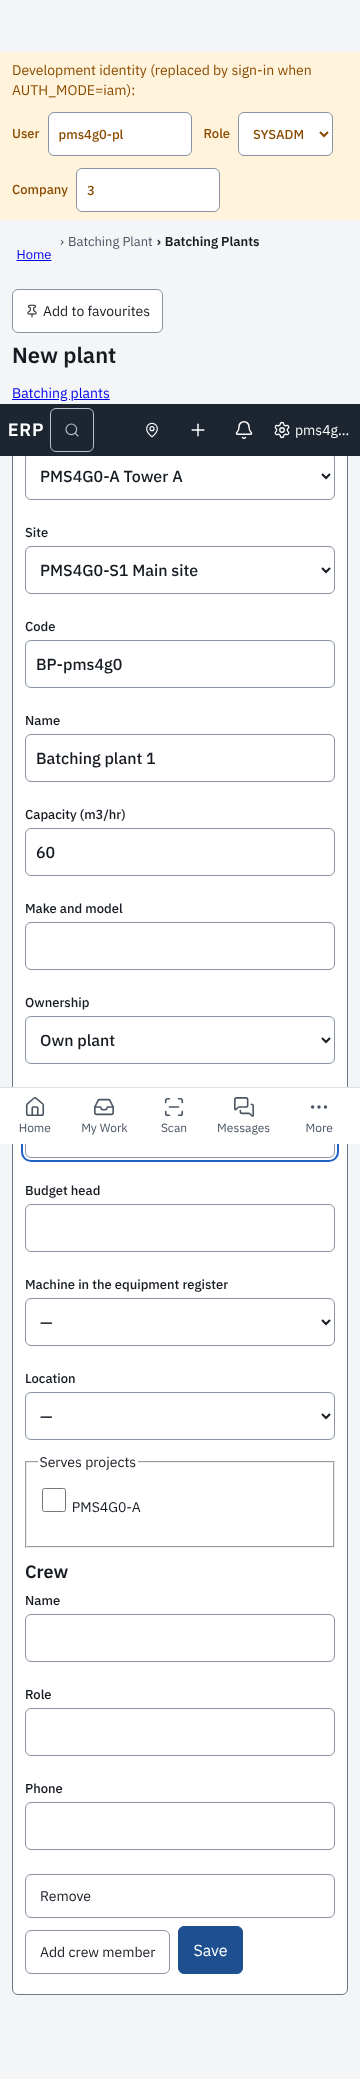 Development identity (replaced by sign-in when
AUTH_MODE=iam):
User pms4g0-pl Role SYSADM
Company 3
Home › Batching Plant › Batching Plants
Add to favourites
New plant
Batching plants
ERP pms4g...
PMS4G0-A Tower A
Site
PMS4G0-S1 Main site
Code
BP-pms4g0
Name
Batching plant 1
Capacity (m3/hr)
60
Make and model
Ownership
Own plant
Home My Work Scan Messages More
Budget head
Machine in the equipment register
—
Location
—
Serves projects
PMS4G0-A
Crew
Name
Role
Phone
Remove
Add crew member Save